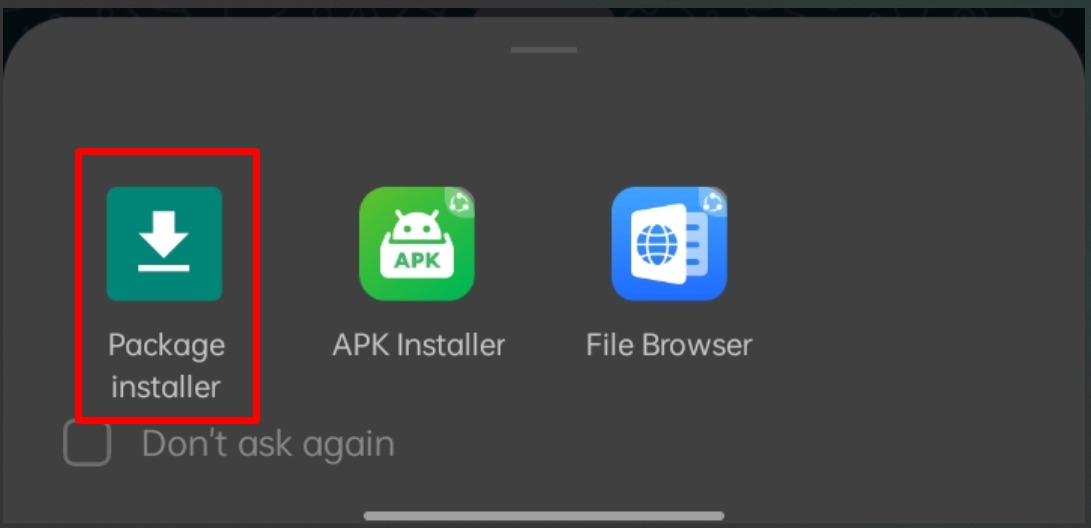 APK
Package
installer
APK Installer
File Browser
Don't ask again